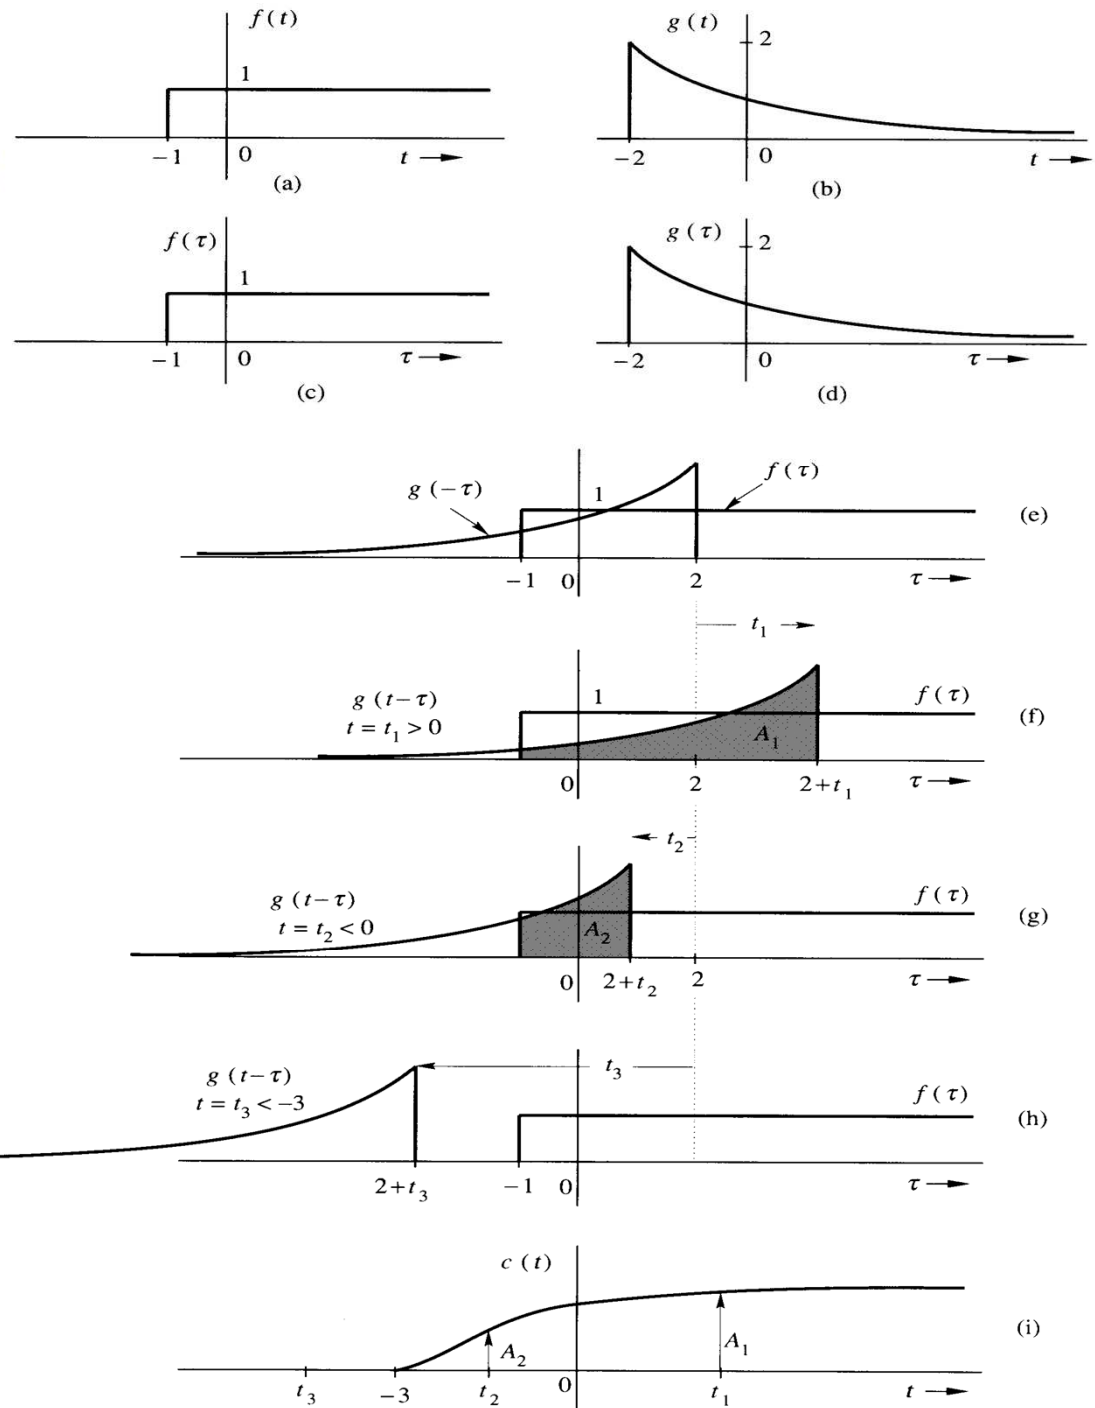 f(t)
1
−1 0 t
(a)
g(t)
2
−2 0 t
(b)
f(τ)
1
−1 0 τ
(c)
g(τ)
2
−2 0 τ
(d)
g(−τ) 1 f(τ)
(e)
−1 0 2 τ
t₁
g(t−τ) 1 f(τ)
t = t₁ > 0 A₁ (f)
0 2 2+t₁ τ
t₂
g(t−τ) f(τ)
t = t₂ < 0 A₂ (g)
0 2+t₂ 2 τ
t₃
g(t−τ) f(τ)
t = t₃ < −3 (h)
2+t₃ −1 0 τ
c(t)
(i)
A₂ A₁
t₃ −3 t₂ 0 t₁ t